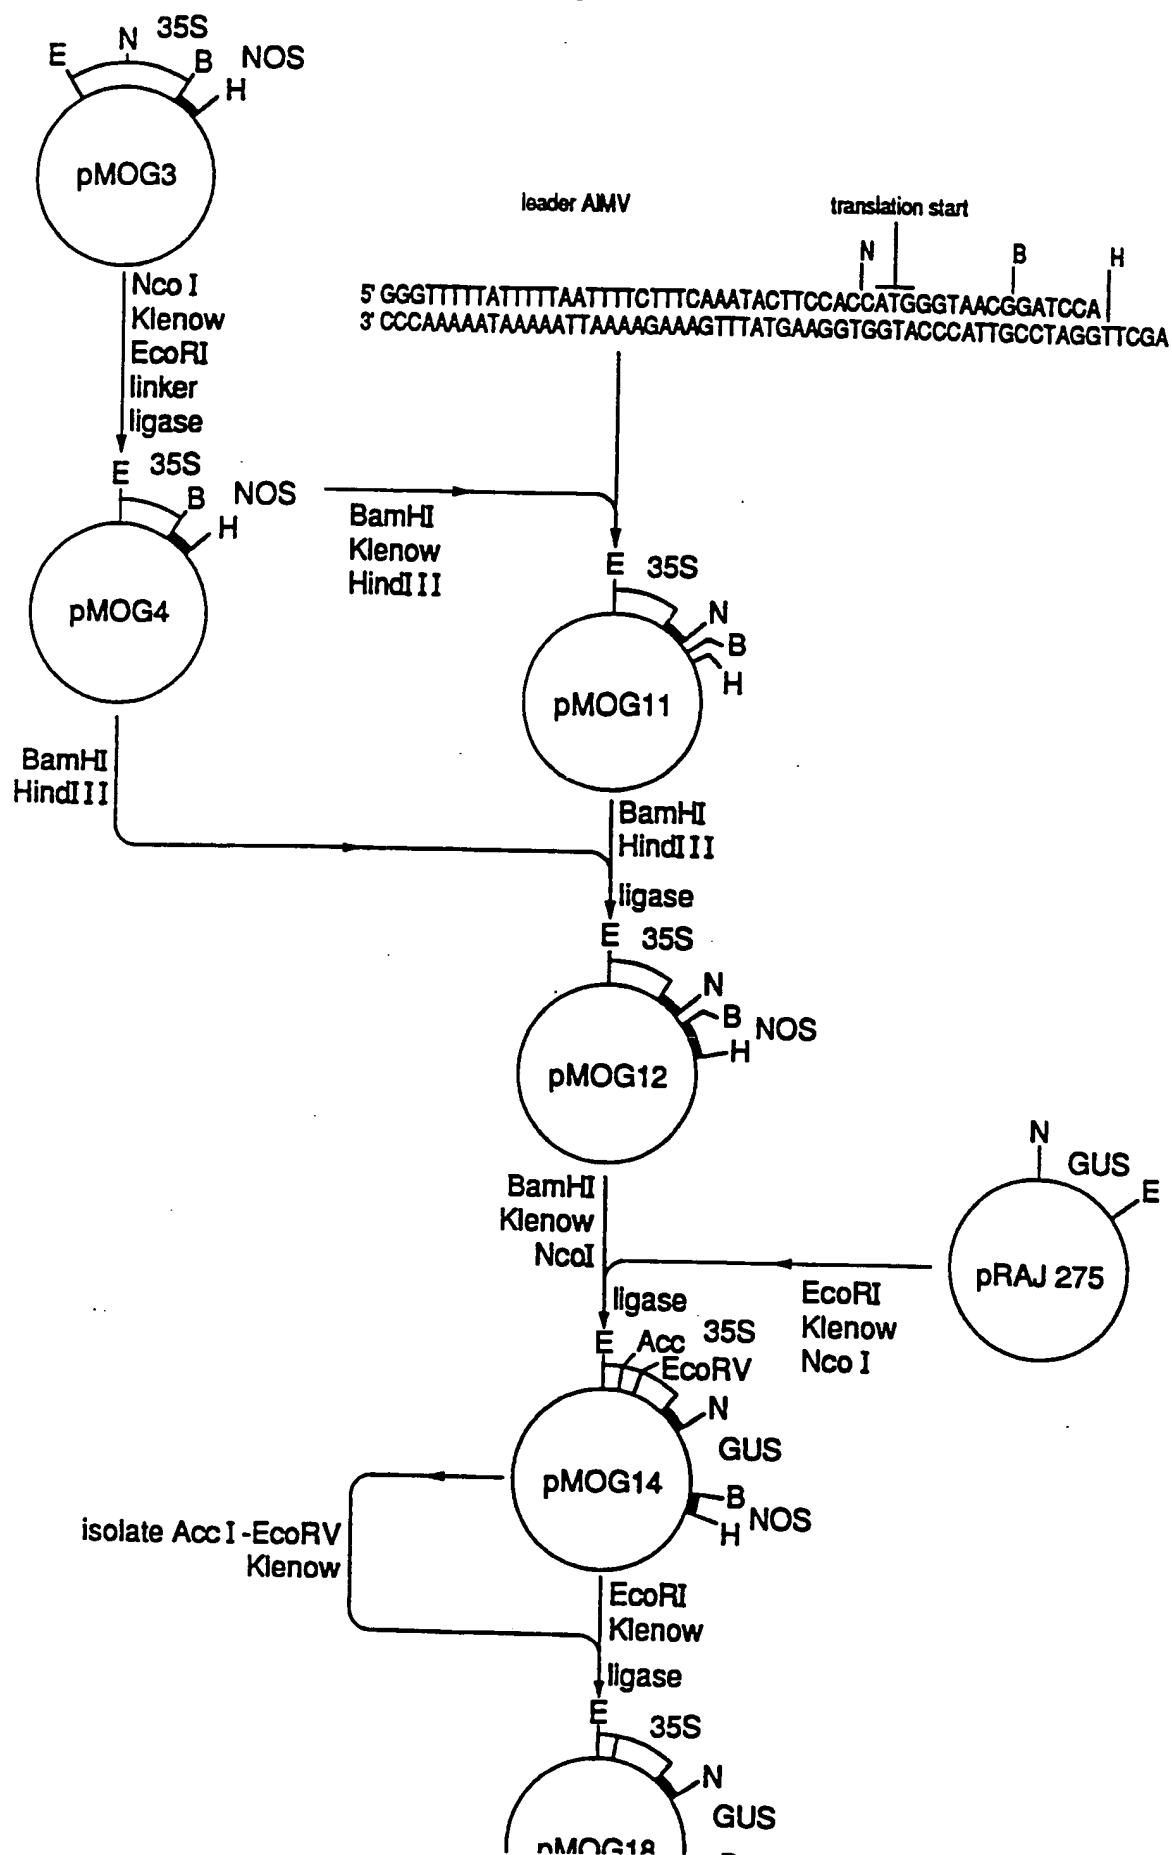 35S
N
E
B
NOS
H
pMOG3
leader AlMV
translation start
N
B
H
Nco I
Klenow
EcoRI
linker
ligase
5' GGGTTTTTATTTTTAATTTTCTTTCAAATACTTCCACCATGGGTAACGGATCCA
3' CCCAAAAATAAAAATTAAAAGAAAGTTTATGAAGGTGGTACCCATTGCCTAGGTTCGA
E
35S
B
NOS
H
pMOG4
BamHI
Klenow
HindIII
E
35S
N
B
H
pMOG11
BamHI
HindIII
BamHI
HindIII
ligase
E
35S
N
B
NOS
H
pMOG12
BamHI
Klenow
NcoI
N
GUS
E
pRAJ 275
EcoRI
Klenow
Nco I
ligase
E
Acc
35S
EcoRV
N
GUS
pMOG14
B
NOS
H
isolate Acc I - EcoRV
Klenow
EcoRI
Klenow
ligase
E
35S
N
GUS
pMOG18